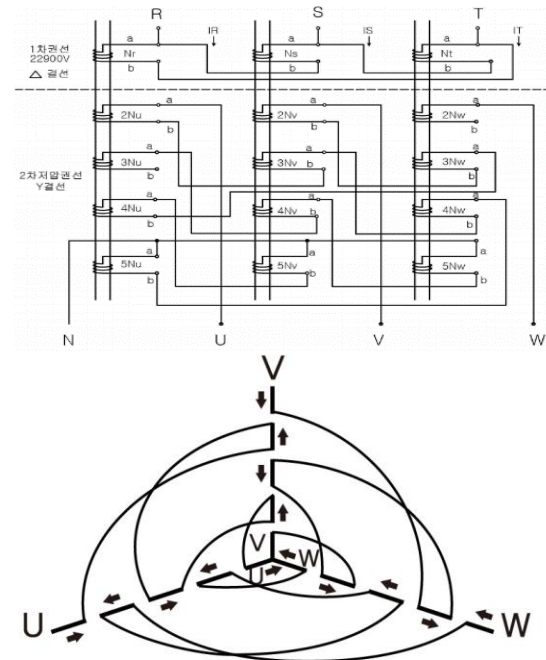 R S T
a IR a IS a IT
1차권선
22900V
△ 결선
Nr Ns Nt
b b b
a a a
2Nu 2Nv 2Nw
b b b
a a a
3Nu 3Nv 3Nw
b b b
2차저압권선
Y결선
a a a
4Nu 4Nv 4Nw
b b b
a a a
5Nu 5Nv 5Nw
b b b
N U V W
V
V W
U
U W